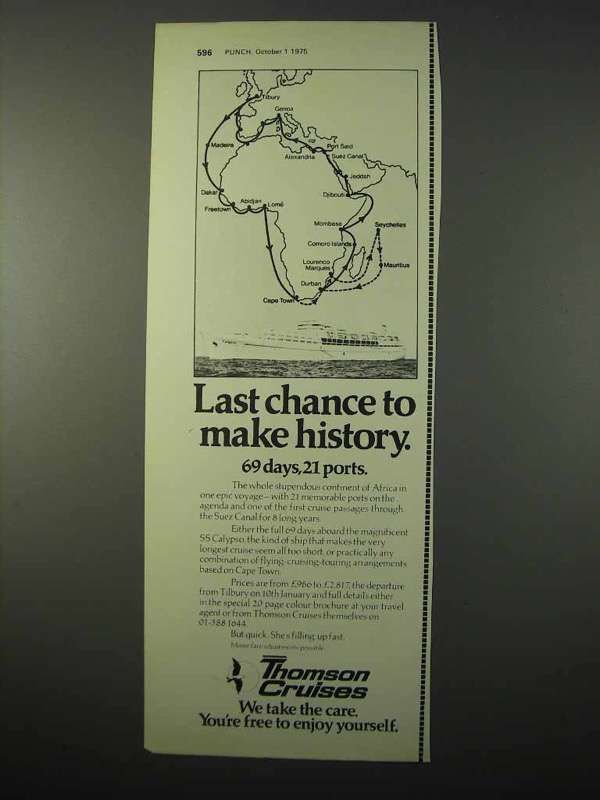 596 PUNCH, October 1 1975
Tilbury
Genoa
Madeira
Port Said
Alexandria
Suez Canal
Jeddah
Dakar
Djibouti
Abidjan
Lomé
Freetown
Mombasa
Seychelles
Comoro Islands
Lourenco
Marques
Mauritius
Durban
Cape Town
Last chance to
make history.
69 days, 21 ports.
The whole stupendous continent of Africa in
one epic voyage – with 21 memorable ports on the
agenda and one of the first cruise passages through
the Suez Canal for 8 long years.
Either the full 69 days aboard the magnificent
SS Calypso, the kind of ship that makes the very
longest cruise seem all too short, or practically any
combination of flying-cruising-touring arrangements
based on Cape Town.
Prices are from £986 to £2,817, the departure
from Tilbury on 10th January and full details either
in the special 20 page colour brochure at your travel
agent or from Thomson Cruises themselves on
01-388 1644.
But quick. She's filling up fast.
Minor fare adjustments possible.
Thomson
Cruises
We take the care.
You're free to enjoy yourself.